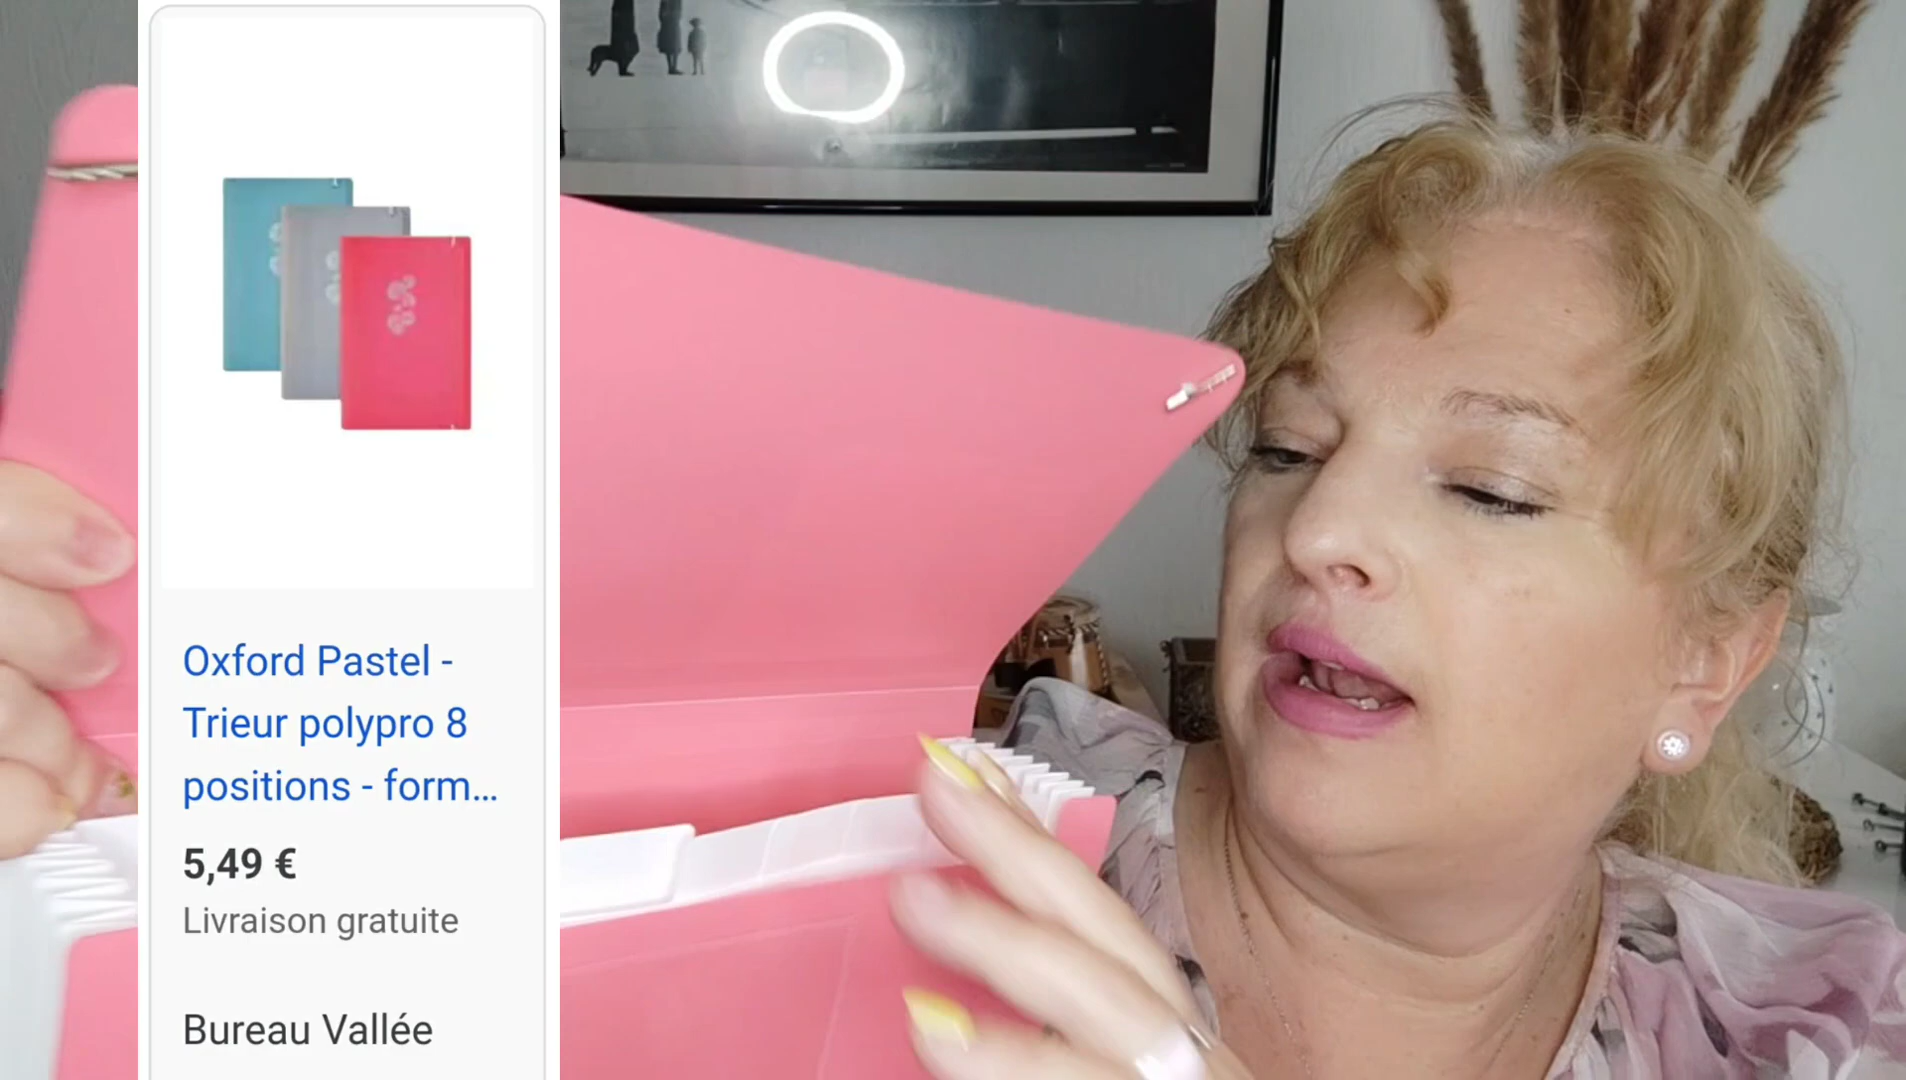 Oxford Pastel -
Trieur polypro 8
positions - form...
5,49 €
Livraison gratuite
Bureau Vallée